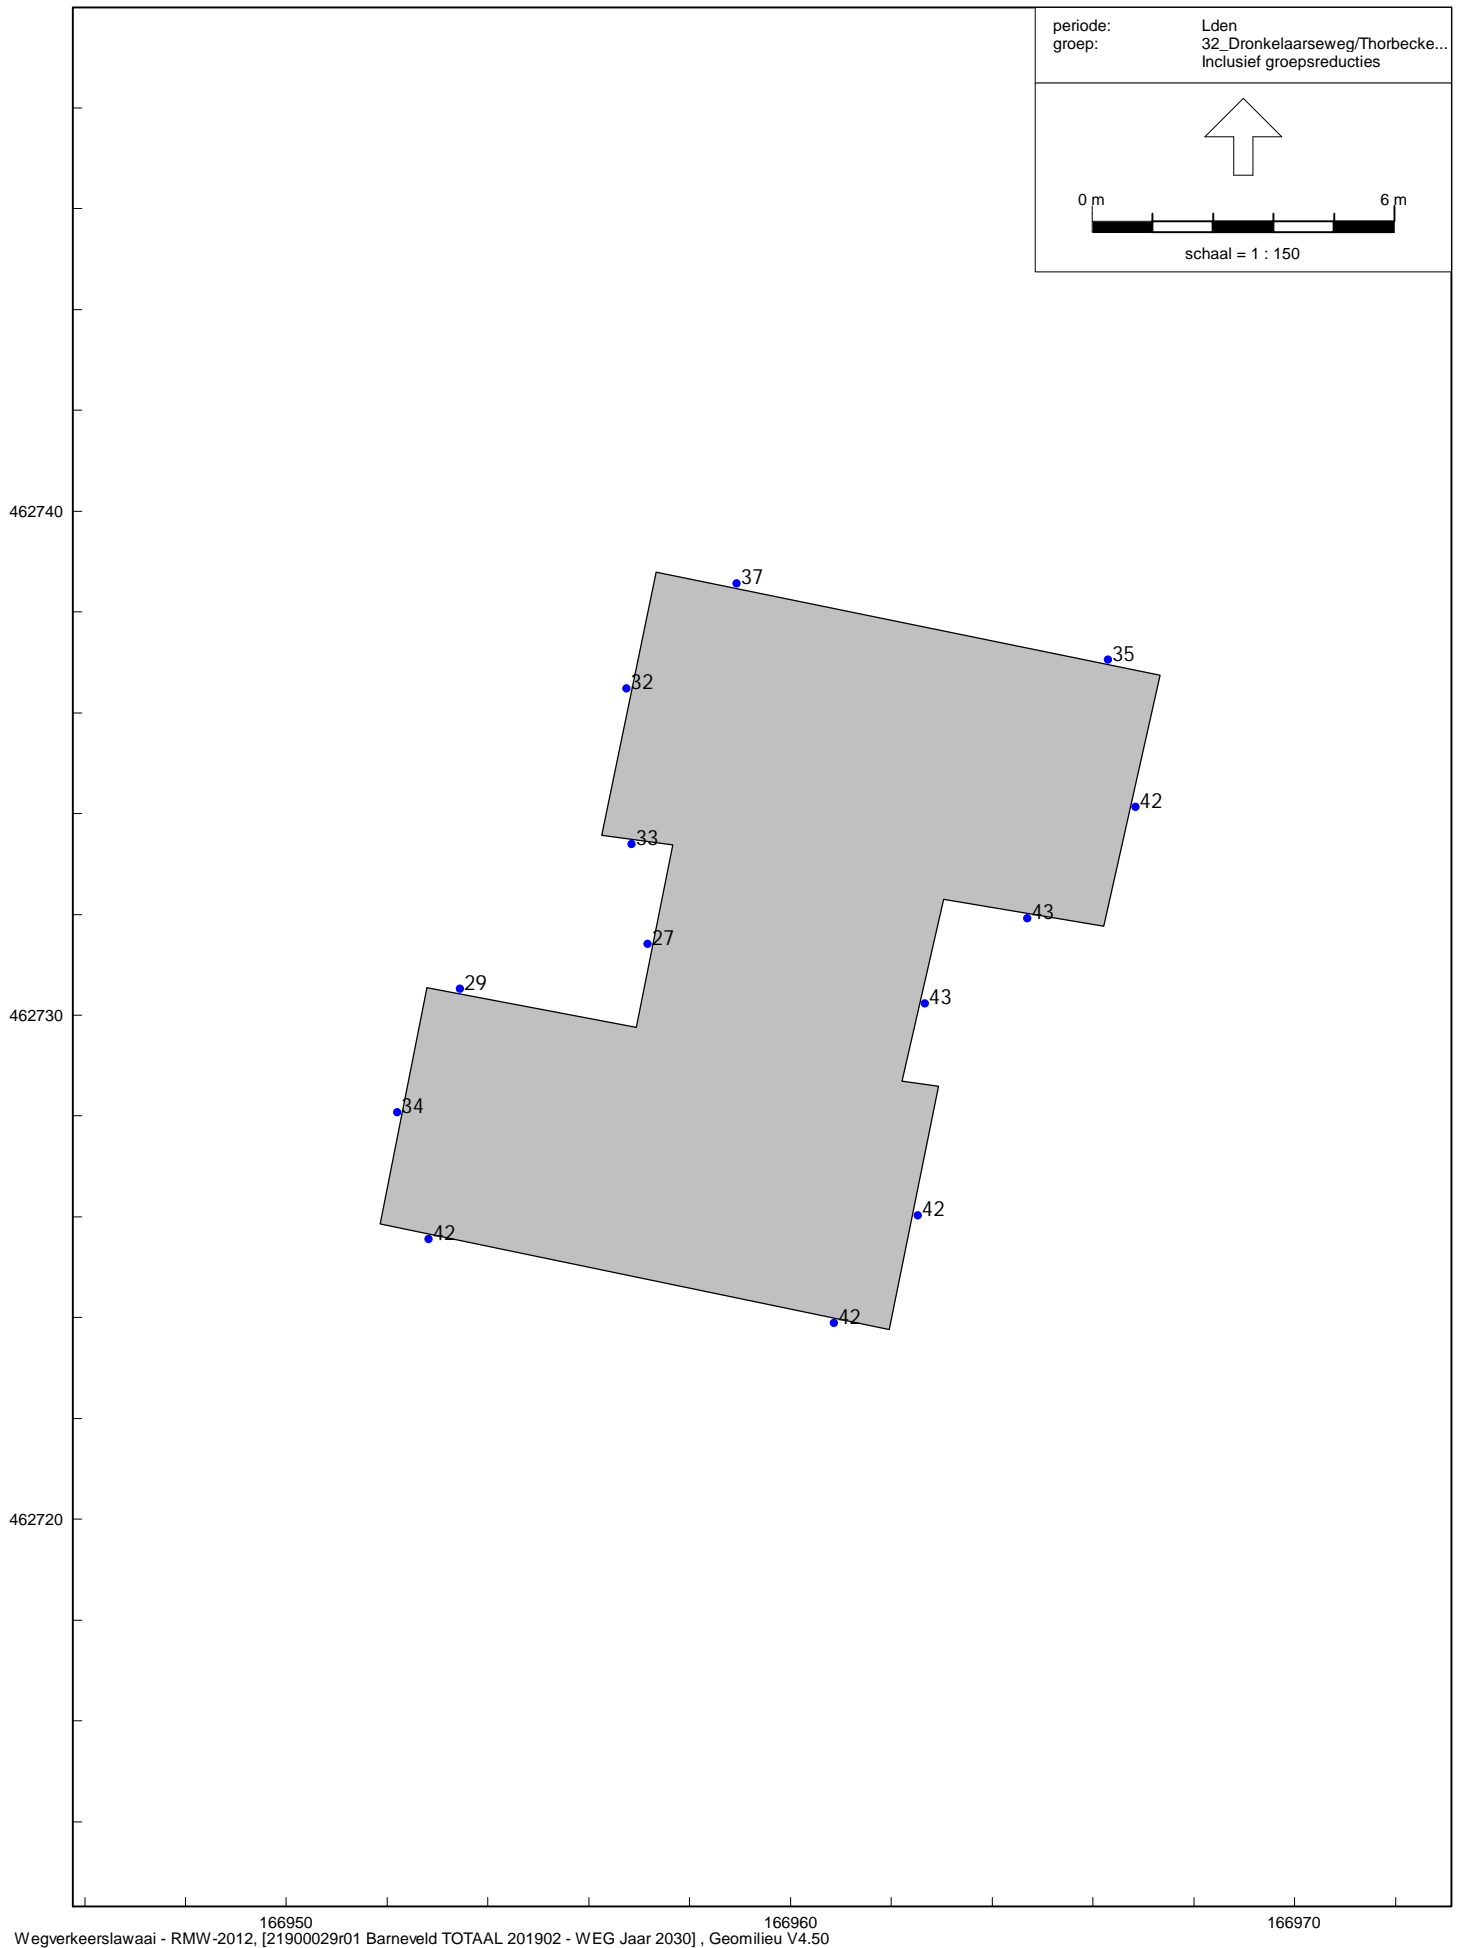 periode: Lden
groep: 32_Dronkelaarseweg/Thorbecke...
Inclusief groepsreducties
0 m 6 m
schaal = 1 : 150
462740
37
35
32
42
33
43
27
29
43
462730
34
42
42
42
462720
166950 166960 166970
Wegverkeerslawaai - RMW-2012, [21900029r01 Barneveld TOTAAL 201902 - WEG Jaar 2030] , Geomilieu V4.50